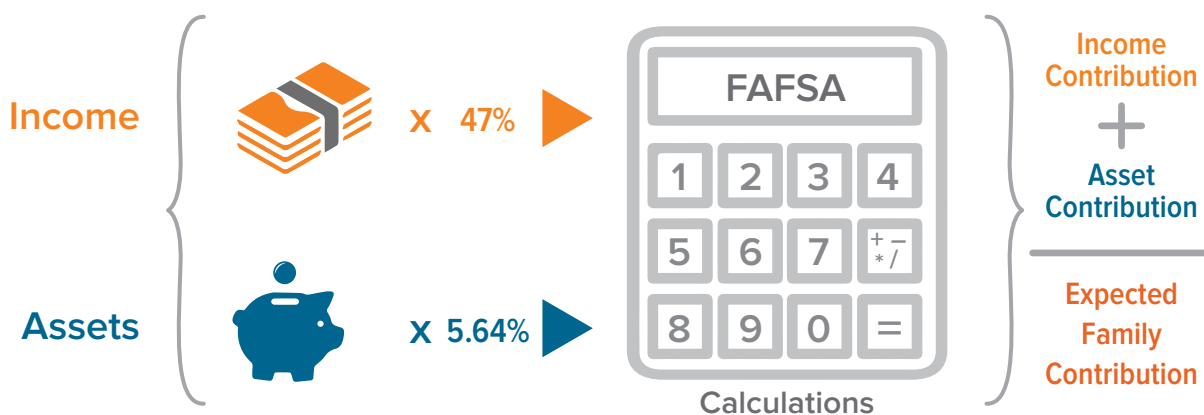 Income
x 47%
Assets
x 5.64%
FAFSA
1 2 3 4
5 6 7 + − * /
8 9 0 =
Calculations
Income
Contribution
+
Asset
Contribution
Expected
Family
Contribution